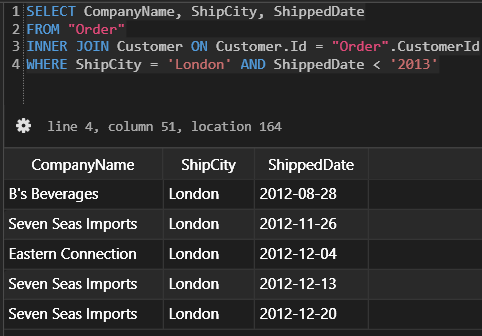 1 SELECT CompanyName, ShipCity, ShippedDate
2 FROM "Order"
3 INNER JOIN Customer ON Customer.Id = "Order".CustomerId
4 WHERE ShipCity = 'London' AND ShippedDate < '2013'
line 4, column 51, location 164
CompanyName ShipCity ShippedDate
B's Beverages London 2012-08-28
Seven Seas Imports London 2012-11-26
Eastern Connection London 2012-12-04
Seven Seas Imports London 2012-12-13
Seven Seas Imports London 2012-12-20